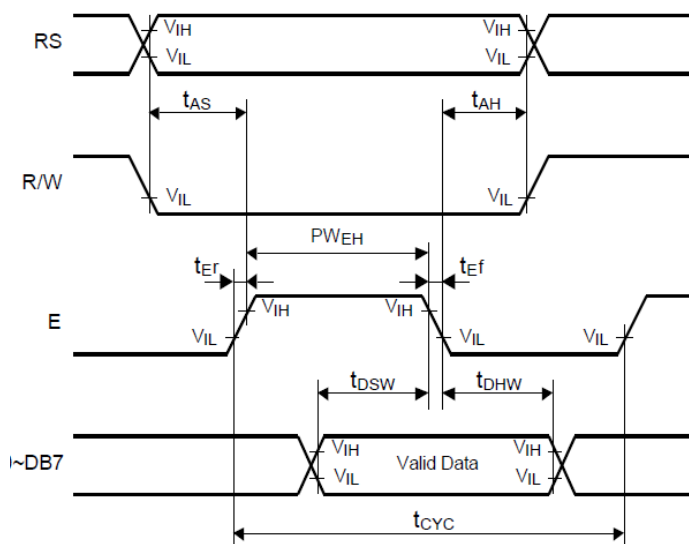 RS
VIH
VIL
VIH
VIL
tAS
tAH
R/W
VIL
VIL
PWEH
tEr
tEf
E
VIL
VIH
VIH
VIL
VIL
tDSW
tDHW
~DB7
VIH
VIL
Valid Data
VIH
VIL
tCYC